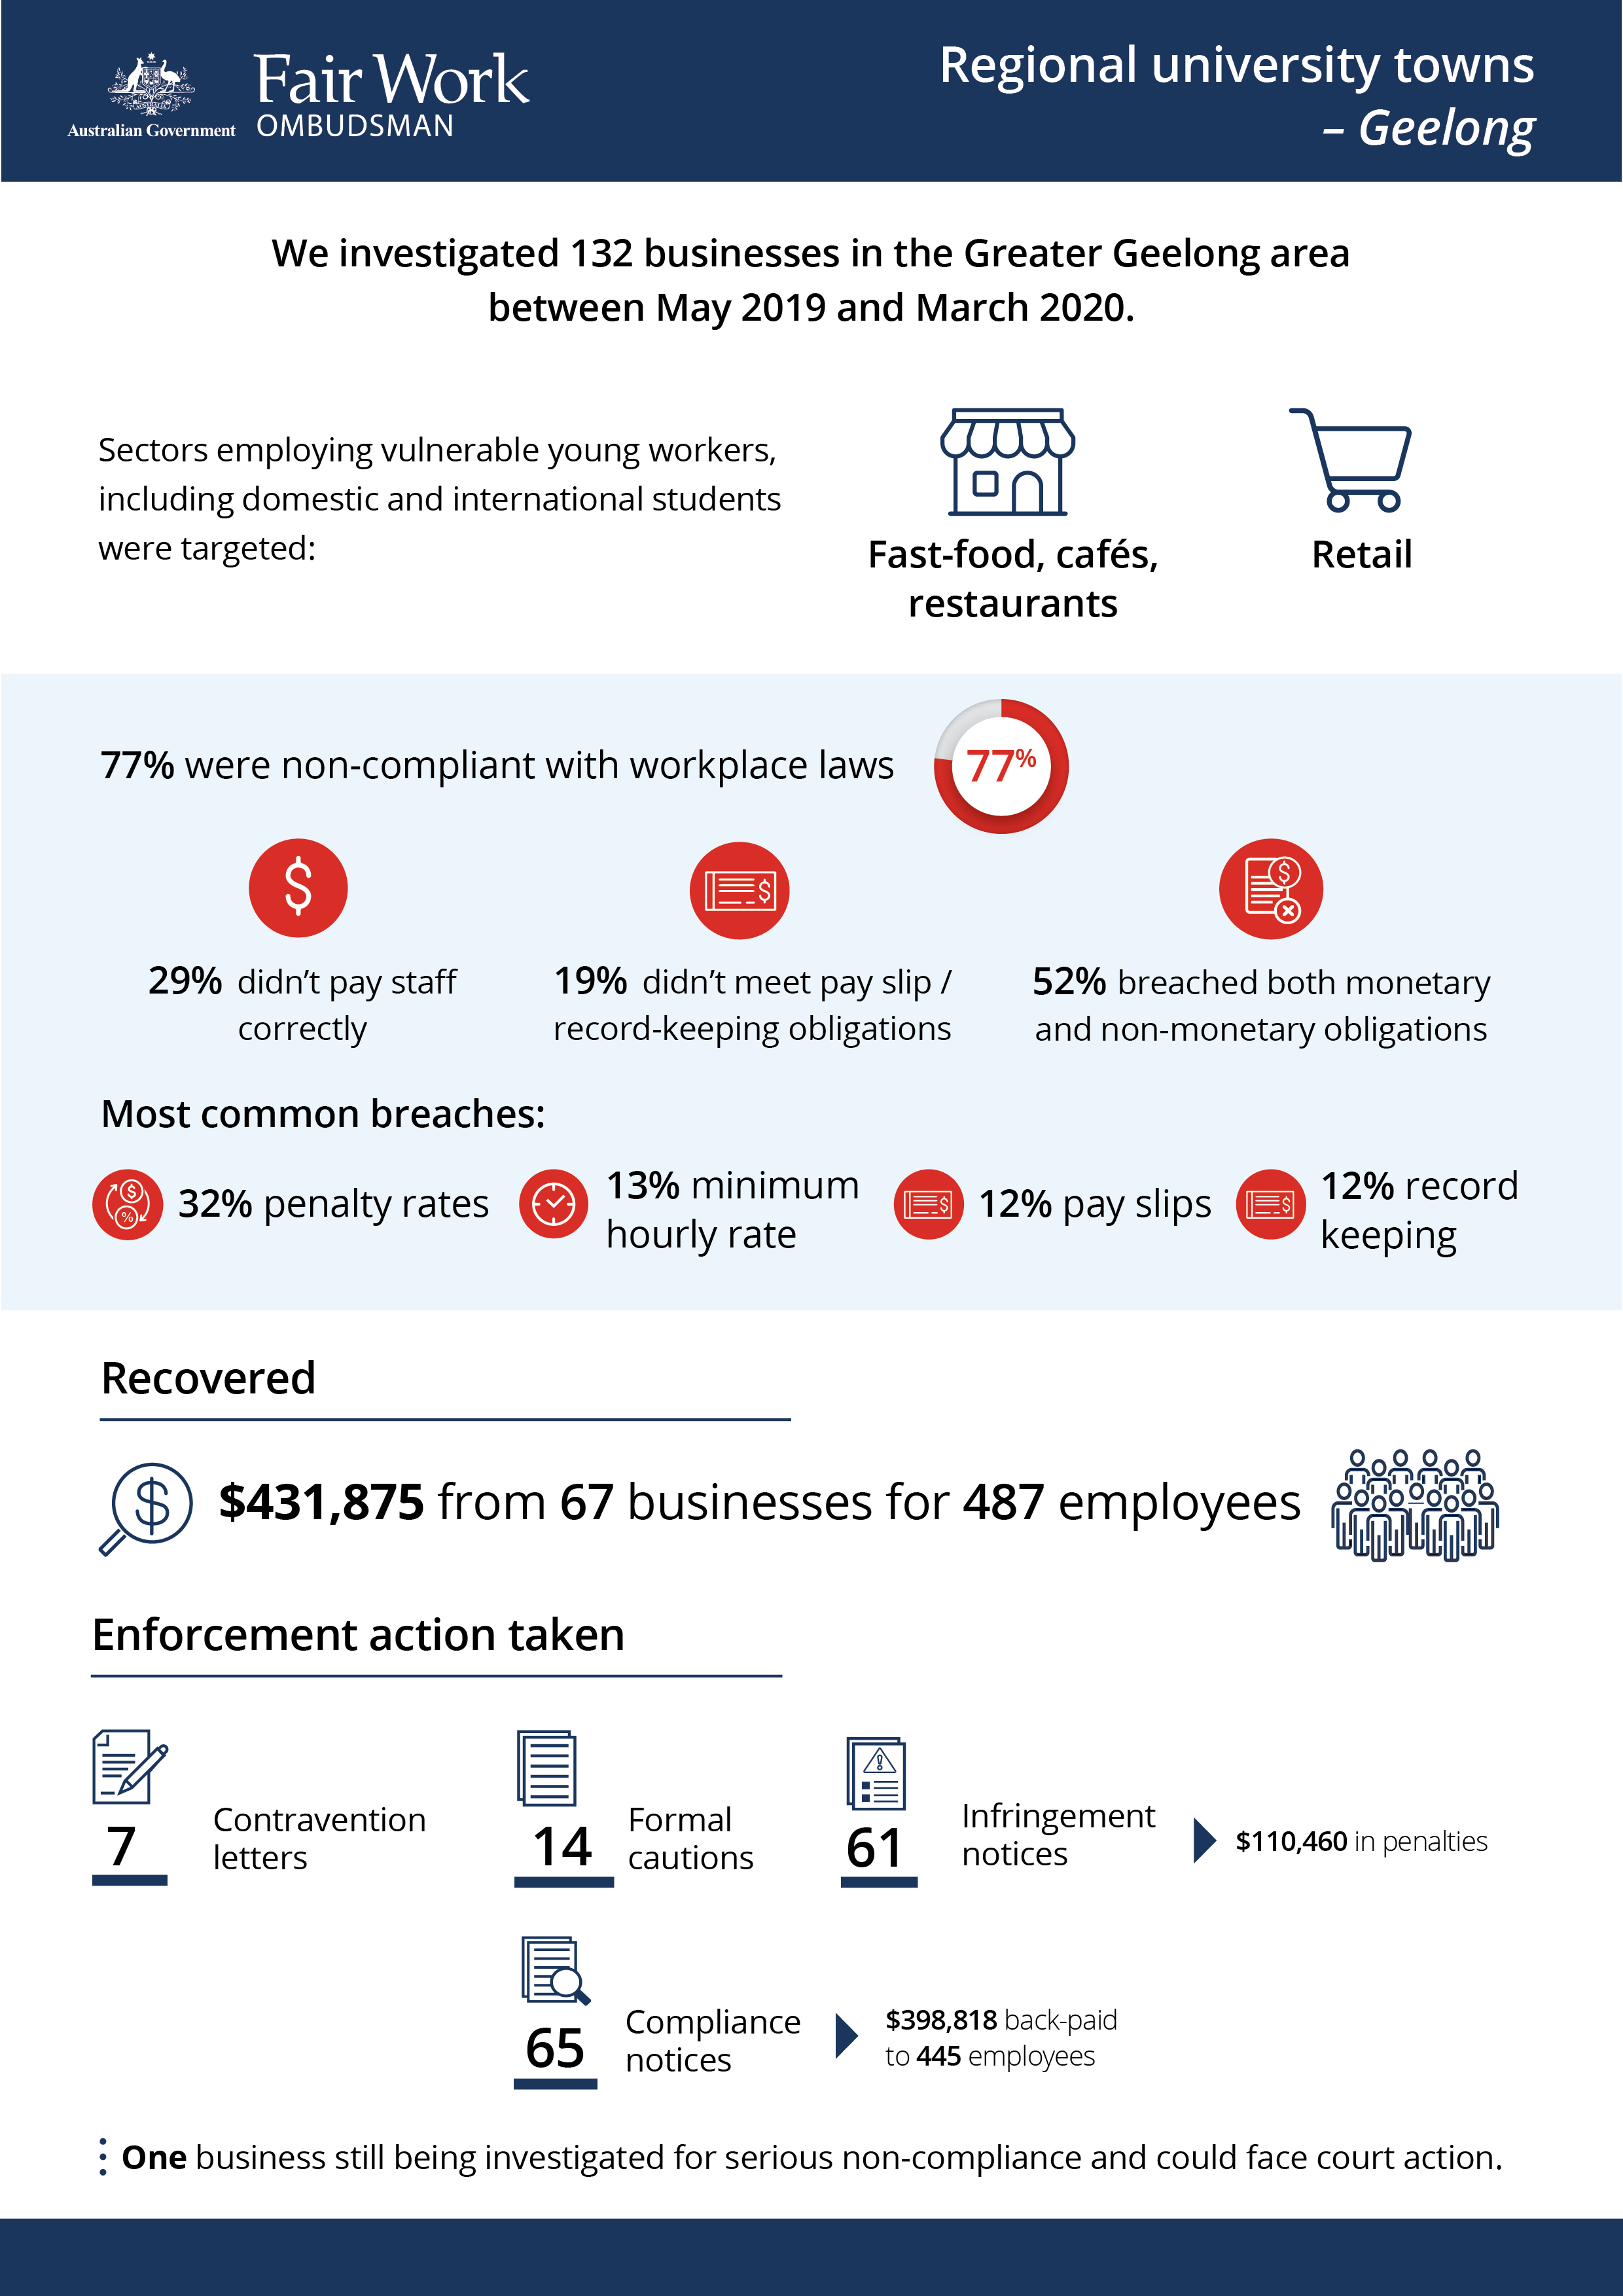 Australian Government
Fair Work
OMBUDSMAN
Regional university towns
– Geelong
We investigated 132 businesses in the Greater Geelong area
between May 2019 and March 2020.
Sectors employing vulnerable young workers,
including domestic and international students
were targeted:
Fast-food, cafés,
restaurants
Retail
77% were non-compliant with workplace laws
77%
$
29% didn’t pay staff
correctly
$
19% didn’t meet pay slip /
record-keeping obligations
$
52% breached both monetary
and non-monetary obligations
Most common breaches:
$
%
32% penalty rates
13% minimum
hourly rate
$
12% pay slips
$
12% record
keeping
Recovered
$
$431,875 from 67 businesses for 487 employees
Enforcement action taken
7
Contravention
letters
14
Formal
cautions
61
Infringement
notices
$110,460 in penalties
65
Compliance
notices
$398,818 back-paid
to 445 employees
One business still being investigated for serious non-compliance and could face court action.